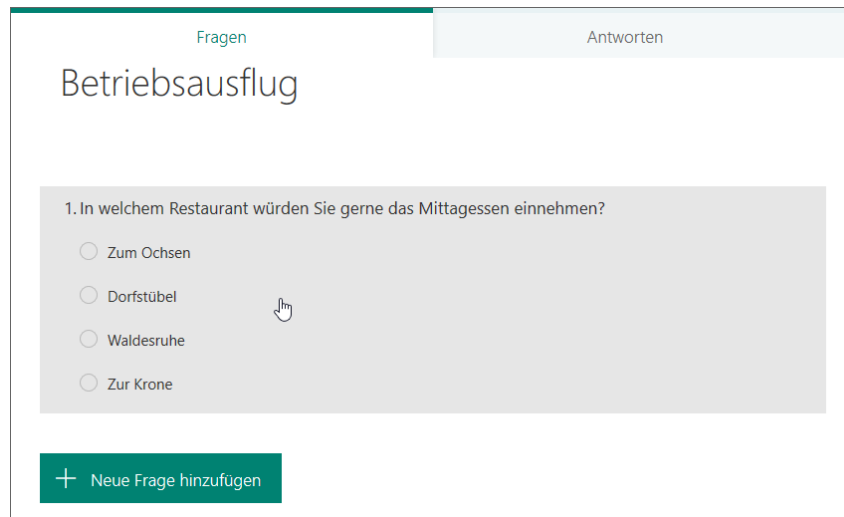 Fragen
Antworten
Betriebsausflug
1. In welchem Restaurant würden Sie gerne das Mittagessen einnehmen?
Zum Ochsen
Dorfstübel
Waldesruhe
Zur Krone
Neue Frage hinzufügen